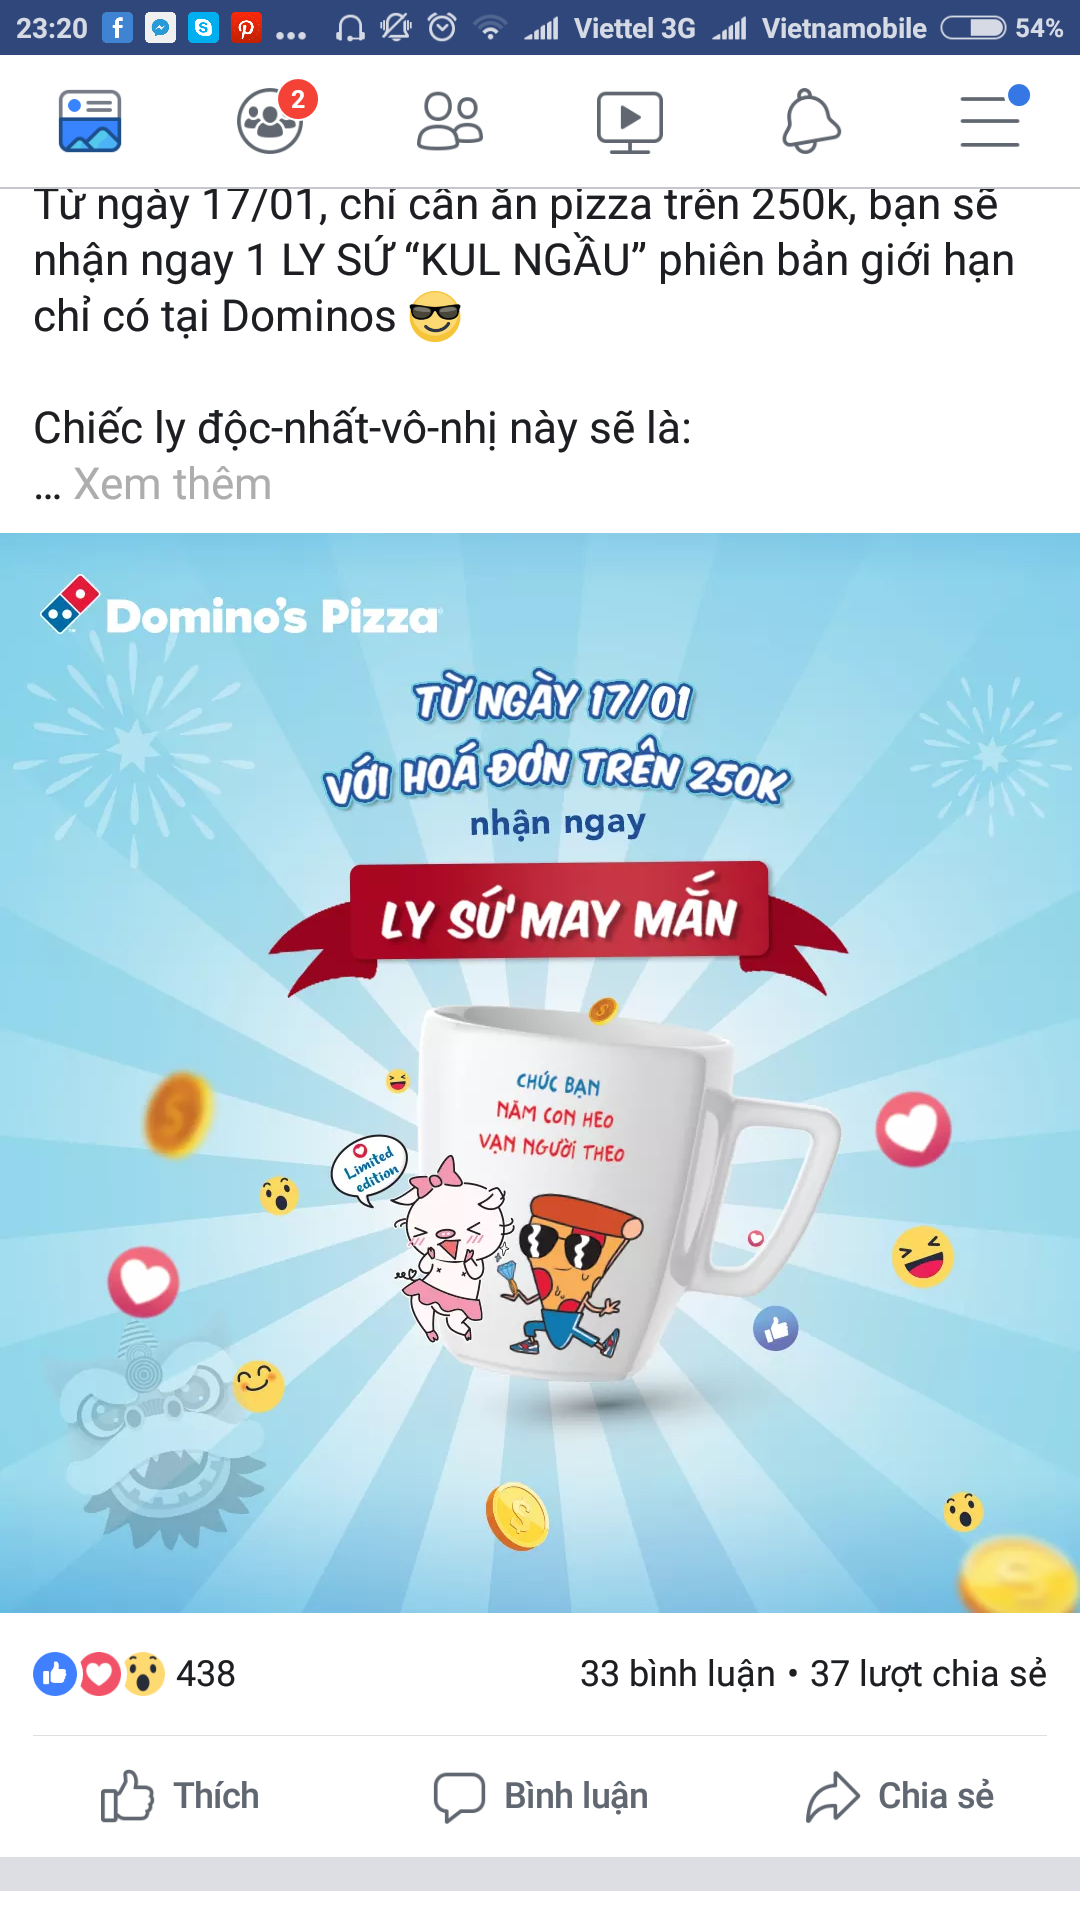 23:20 ... Viettel 3G Vietnamobile 54%
2
Từ ngày 17/01, chỉ cần ăn pizza trên 250k, bạn sẽ
nhận ngay 1 LY SỨ “KUL NGẦU” phiên bản giới hạn
chỉ có tại Dominos
Chiếc ly độc-nhất-vô-nhị này sẽ là:
... Xem thêm
Domino's Pizza
TỪ NGÀY 17/01
VỚI HOÁ ĐƠN TRÊN 250K
nhận ngay
LY SỨ MAY MẮN
CHÚC BẠN
NĂM CON HEO
VẠN NGƯỜI THEO
Limited
edition
438
33 bình luận • 37 lượt chia sẻ
Thích
Bình luận
Chia sẻ